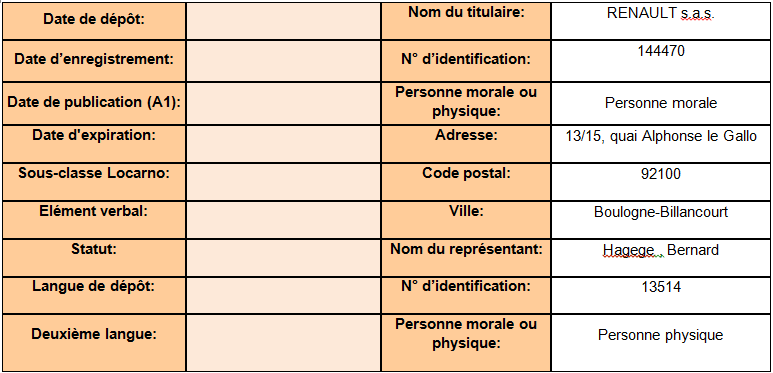 Date de dépôt: Nom du titulaire: RENAULT s.a.s.
Date d’enregistrement: N° d’identification: 144470
Date de publication (A1): Personne morale ou physique: Personne morale
Date d'expiration: Adresse: 13/15, quai Alphonse le Gallo
Sous-classe Locarno: Code postal: 92100
Elément verbal: Ville: Boulogne-Billancourt
Statut: Nom du représentant: Hagege , Bernard
Langue de dépôt: N° d’identification: 13514
Deuxième langue: Personne morale ou physique: Personne physique